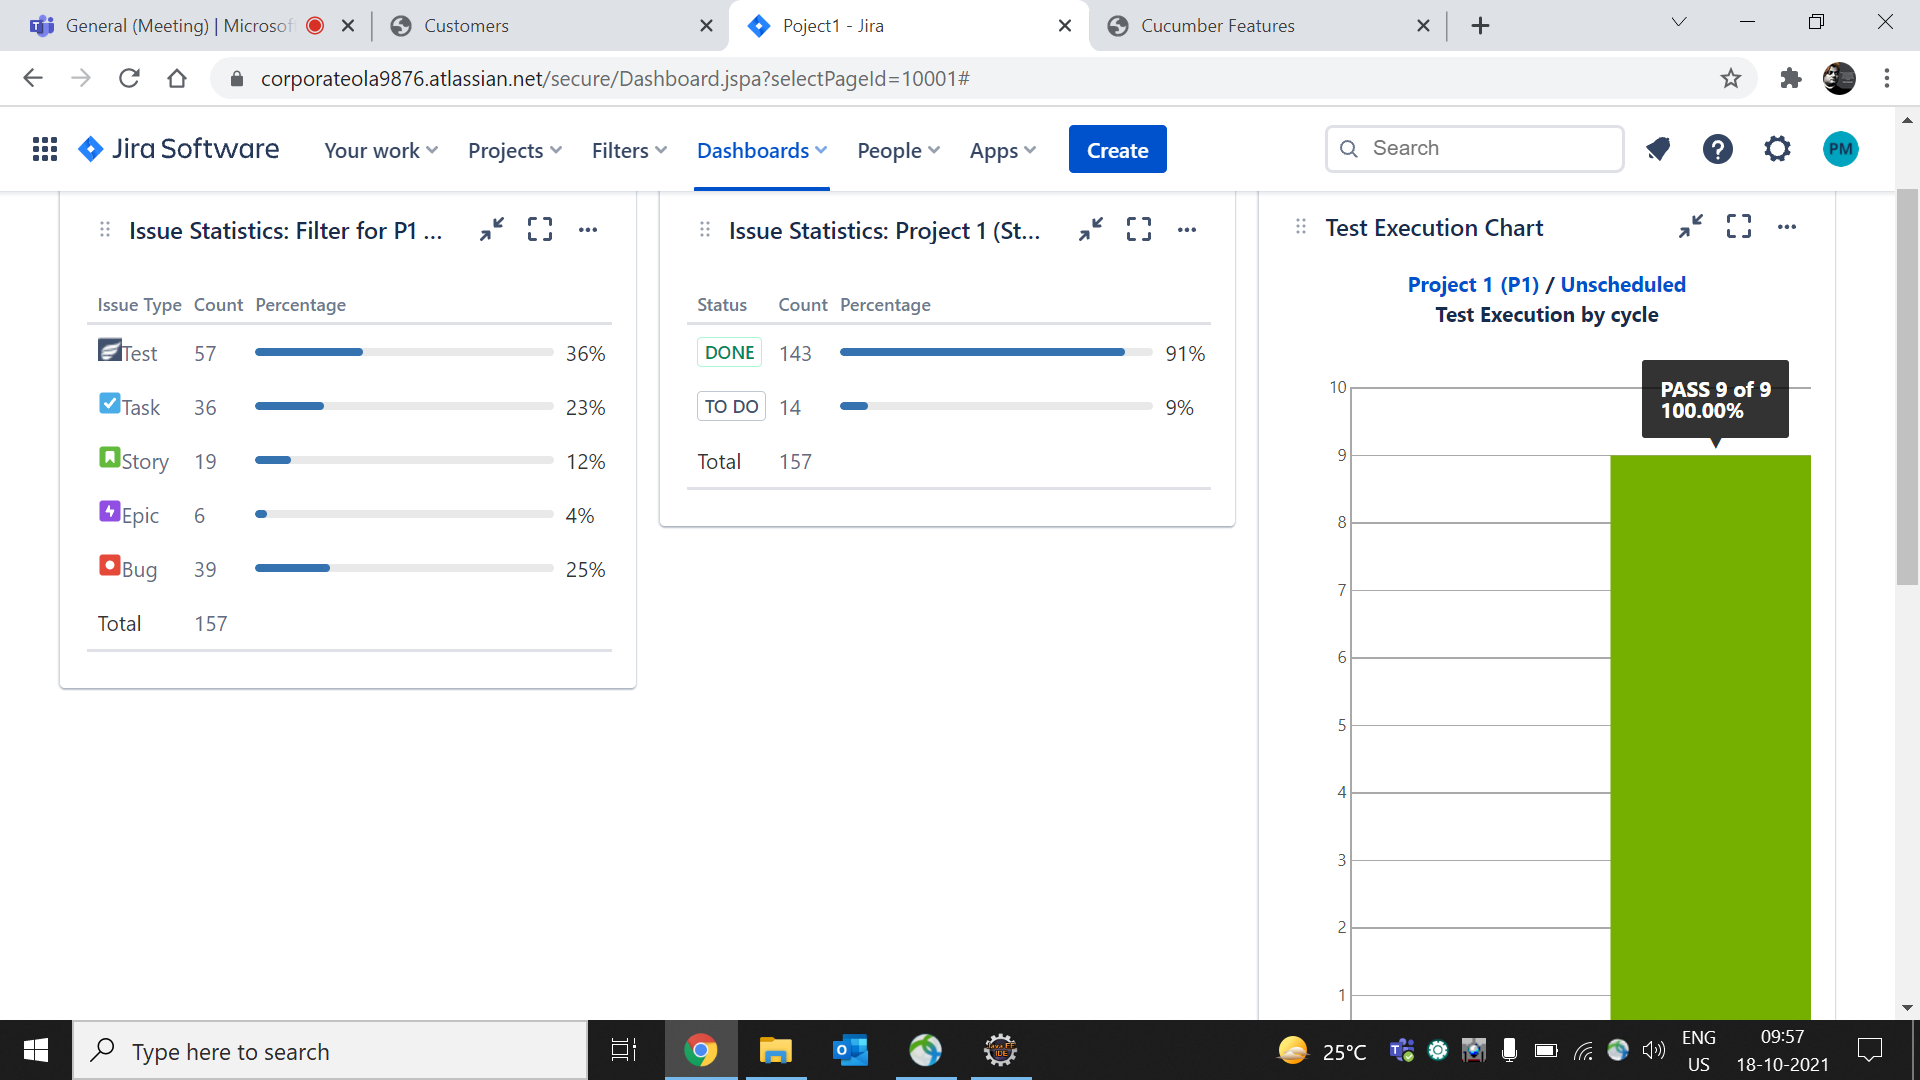 General (Meeting) | Microsof
Customers
Poject1 - Jira
Cucumber Features
corporateola9876.atlassian.net/secure/Dashboard.jspa?selectPageId=10001#
Jira Software
Your work
Projects
Filters
Dashboards
People
Apps
Create
Search
PM
Issue Statistics: Filter for P1 ...
Issue Type Count Percentage
Test 57 36%
Task 36 23%
Story 19 12%
Epic 6 4%
Bug 39 25%
Total 157
Issue Statistics: Project 1 (St...
Status Count Percentage
DONE 143 91%
TO DO 14 9%
Total 157
Test Execution Chart
Project 1 (P1) / Unscheduled
Test Execution by cycle
PASS 9 of 9
100.00%
10
9
8
7
6
5
4
3
2
1
Type here to search
25°C
ENG
US
09:57
18-10-2021